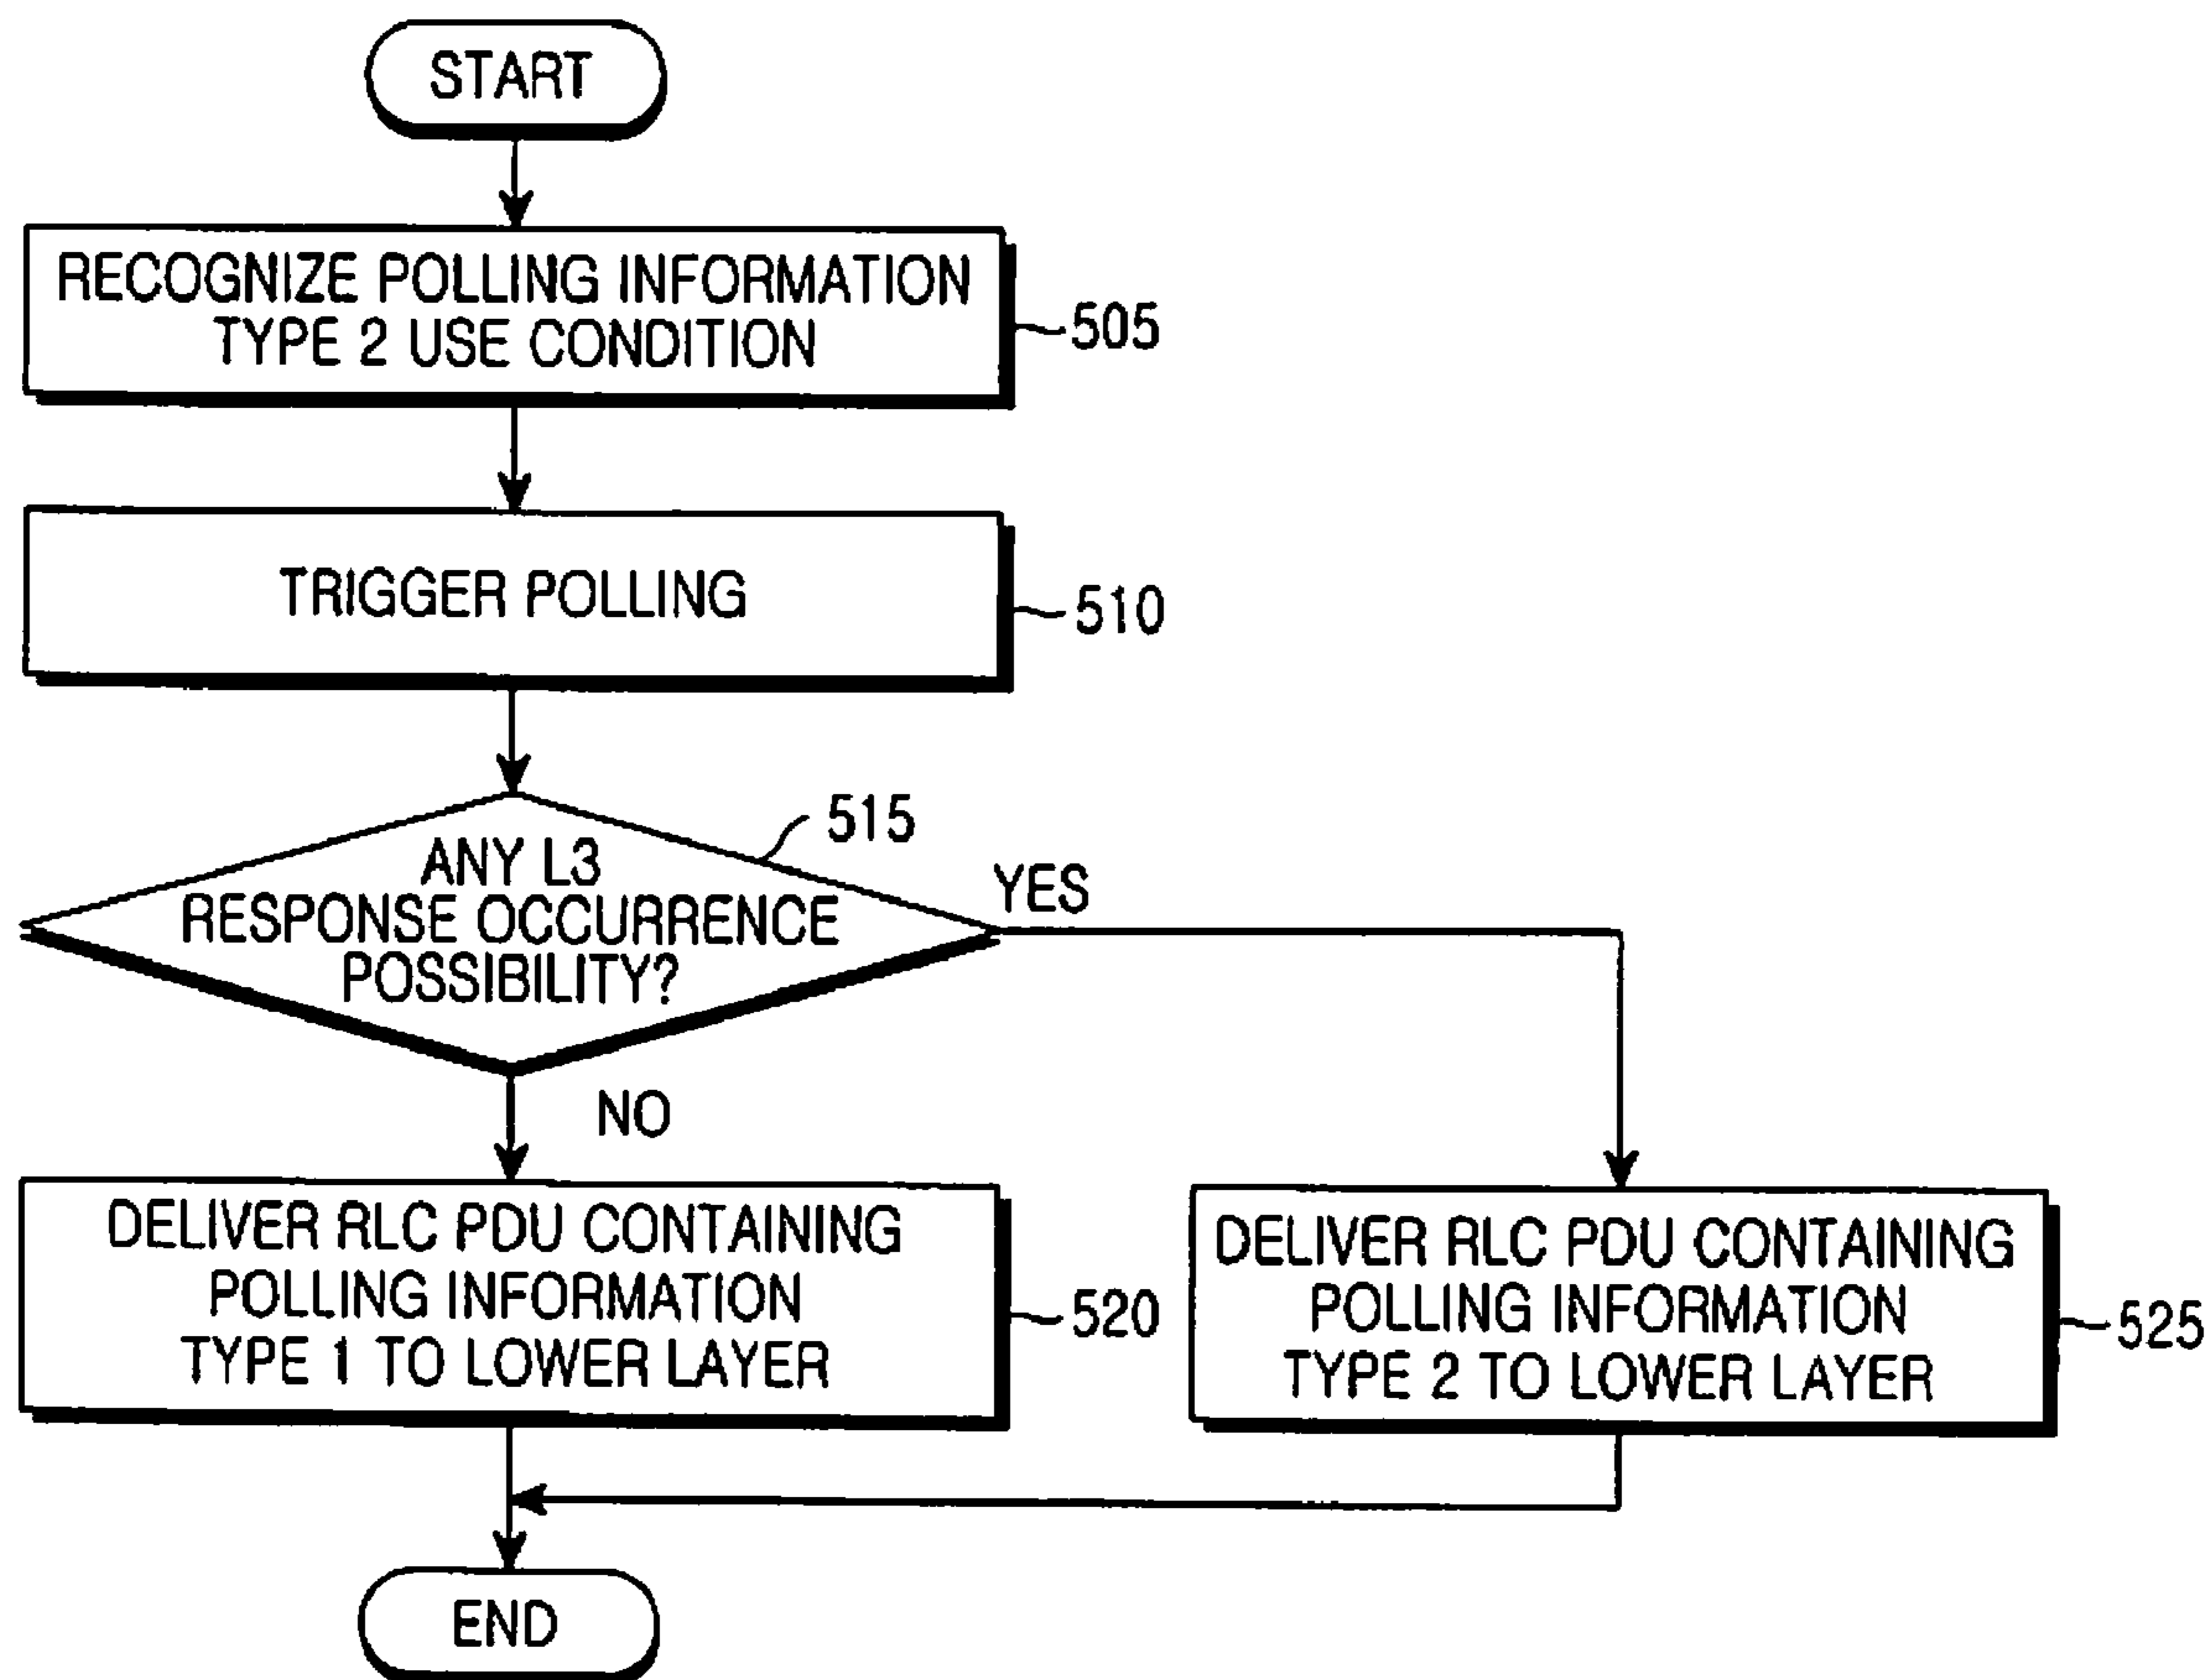 START
RECOGNIZE POLLING INFORMATION
TYPE 2 USE CONDITION
505
TRIGGER POLLING
510
515
ANY L3
RESPONSE OCCURRENCE
POSSIBILITY?
YES
NO
DELIVER RLC PDU CONTAINING
POLLING INFORMATION
TYPE 1 TO LOWER LAYER
520
DELIVER RLC PDU CONTAINING
POLLING INFORMATION
TYPE 2 TO LOWER LAYER
525
END